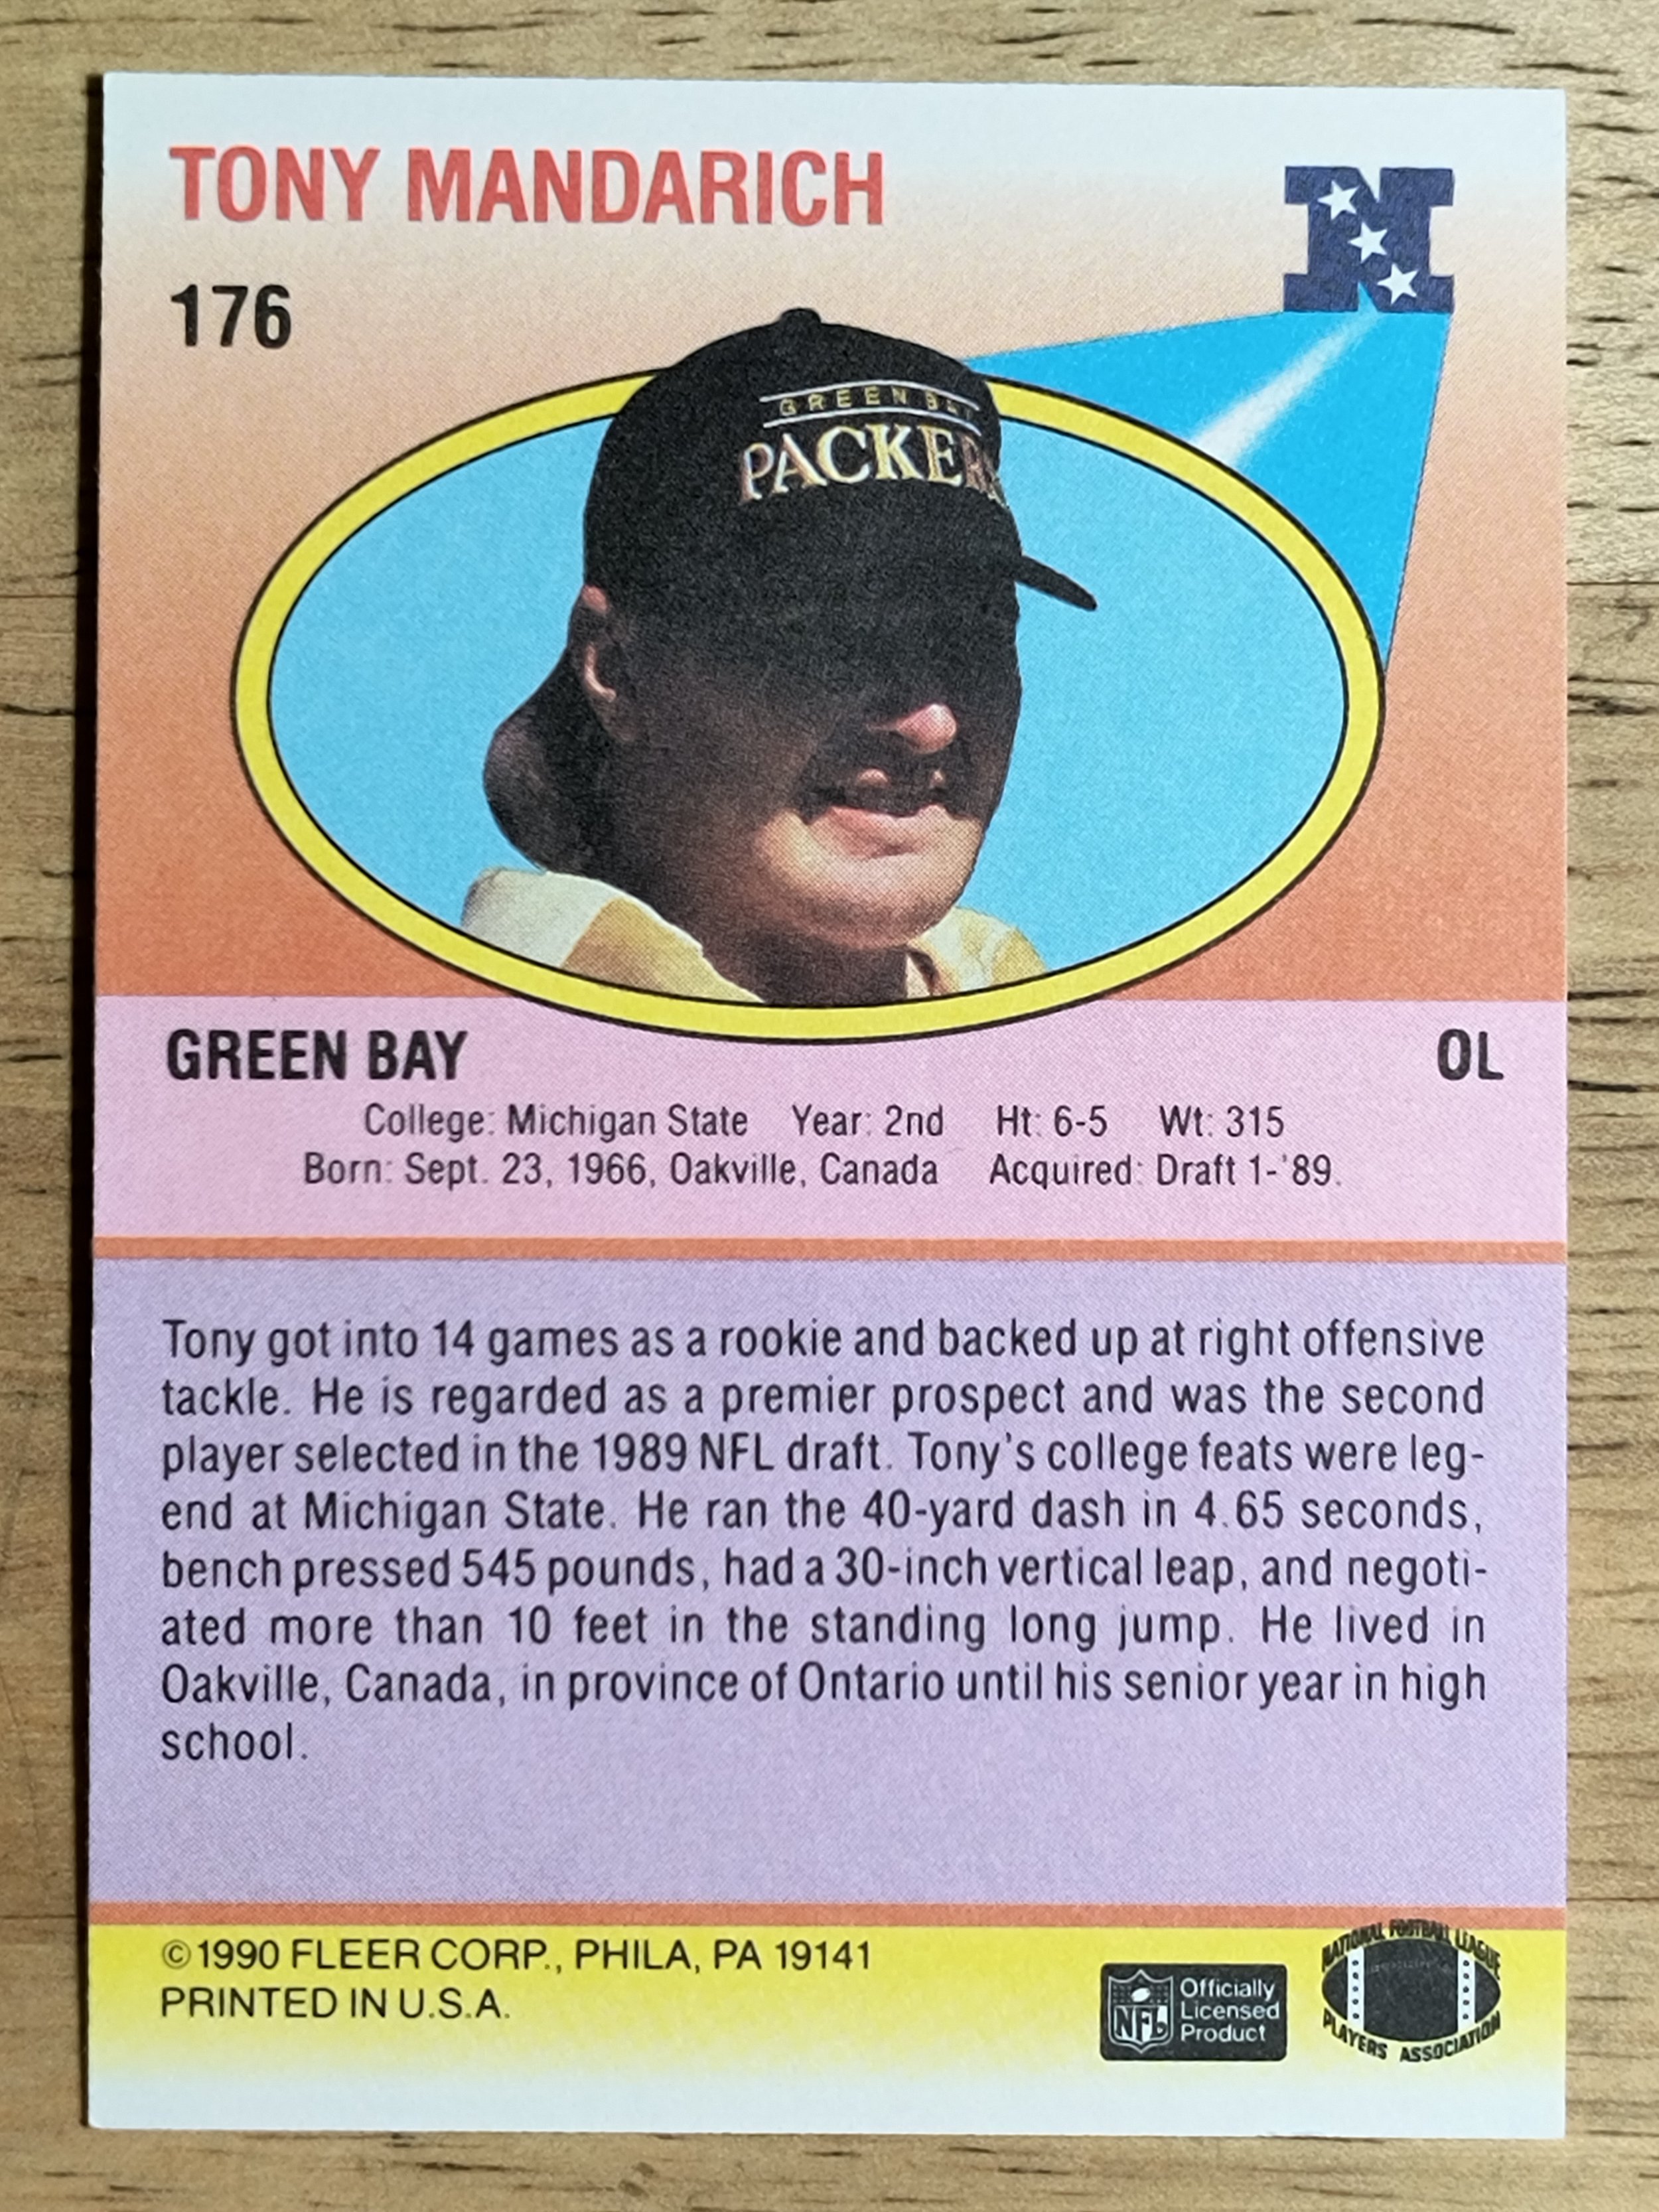 TONY MANDARICH
176
GREEN BAY
PACKERS
GREEN BAY OL
College: Michigan State Year: 2nd Ht: 6-5 Wt: 315
Born: Sept. 23, 1966, Oakville, Canada Acquired: Draft 1-'89.
Tony got into 14 games as a rookie and backed up at right offensive
tackle. He is regarded as a premier prospect and was the second
player selected in the 1989 NFL draft. Tony's college feats were leg-
end at Michigan State. He ran the 40-yard dash in 4.65 seconds,
bench pressed 545 pounds, had a 30-inch vertical leap, and negoti-
ated more than 10 feet in the standing long jump. He lived in
Oakville, Canada, in province of Ontario until his senior year in high
school.
©1990 FLEER CORP., PHILA, PA 19141
PRINTED IN U.S.A.
NFL
Officially
Licensed
Product
NATIONAL FOOTBALL LEAGUE
PLAYERS ASSOCIATION